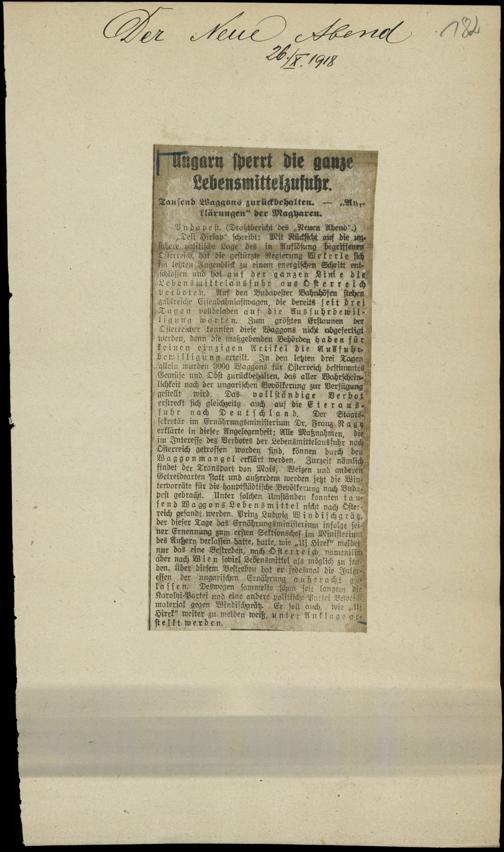 Der Neue Abend
182
26./X. 1918
Ungarn sperrt die ganze
Lebensmittelzufuhr.
Tausend Waggons zurückbehalten. — „Auf-
klärungen“ der Magyaren.
Budapest. (Drahtbericht des „Neuen Abend“.)
„Deli Hirlap“ schreibt: Mit Rücksicht auf die un-
sichere politische Lage des in Auflösung begriffenen
Österreich, hat die gestürzte Regierung Wekerle sich
im letzten Augenblick zu einem energischen Schritt ent-
schlossen und hat auf der ganzen Linie die
Lebensmittelausfuhr aus Österreich
verboten. Auf den Budapester Bahnhöfen stehen
zahlreiche Eisenbahnlastwagen, die bereits seit drei
Tagen vollbeladen auf die Ausfuhrbewil-
ligung warten. Zum größten Erstaunen der
Österreicher konnten diese Waggons nicht abgefertigt
werden, denn die maßgebenden Behörden haben für
keinen einzigen Artikel die Ausfuhr-
bewilligung erteilt. In den letzten drei Tagen
allein wurden 3000 Waggons für Österreich bestimmtes
Gemüse und Obst zurückbehalten, das aller Wahrschein-
lichkeit nach der ungarischen Bevölkerung zur Verfügung
gestellt wird. Das vollständige Verbot
erstreckt sich gleichzeitig auch auf die Eieraus-
fuhr nach Deutschland. Der Staats-
sekretär im Ernährungsministerium Dr. Franz Nagy
erklärte in dieser Angelegenheit: Alle Maßnahmen, die
im Interesse des Verbotes der Lebensmittelausfuhr nach
Österreich getroffen worden sind, können durch den
Waggonmangel erklärt werden. Zurzeit nämlich
findet der Transport von Mais, Weizen und anderen
Getreidearten statt und außerdem werden jetzt die Win-
tervorräte für die hauptstädtische Bevölkerung nach Buda-
pest gebracht. Unter solchen Umständen konnten tau-
send Waggons Lebensmittel nicht nach Öster-
reich gesandt werden. Prinz Ludwig Windischgrätz,
der dieser Tage das Ernährungsministerium infolge sei-
ner Ernennung zum ersten Sektionschef im Ministerium
des Äußern verlassen hatte, hatte, wie „Uj Hirek“ meldet,
nur das eine Bestreben, nach Österreich, namentlich
aber nach Wien soviel Lebensmittel als möglich zu sen-
den. Über diesem Bestreben hat er jedesmal die Inter-
essen der ungarischen Ernährung außeracht ge-
lassen. Deswegen sammelte schon seit langem die
Karolyi-Partei und eine andere politische Partei Beweis-
material gegen Windischgrätz. Er soll auch, wie „Uj
Hirek“ weiter zu melden weiß, unter Anklage ge-
stellt werden.